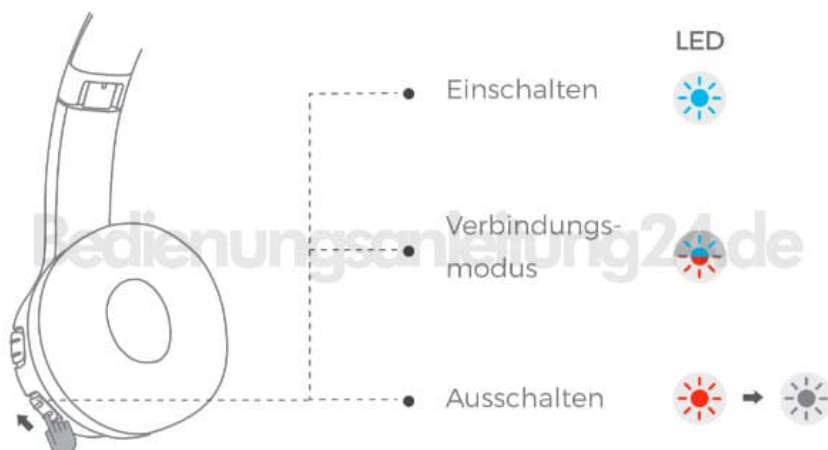 LED
Einschalten
Verbindungs-
modus
Bedienungsanleitung24.de
Ausschalten